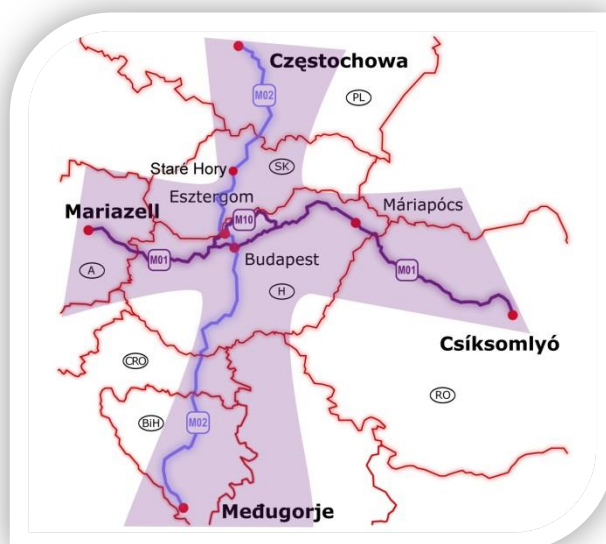 Częstochowa
M02
PL
Staré Hory
SK
Esztergom
Máriapócs
Mariazell
M10
M01
Budapest
A
H
M01
Csíksomlyó
CRO
RO
BiH
M02
Međugorje